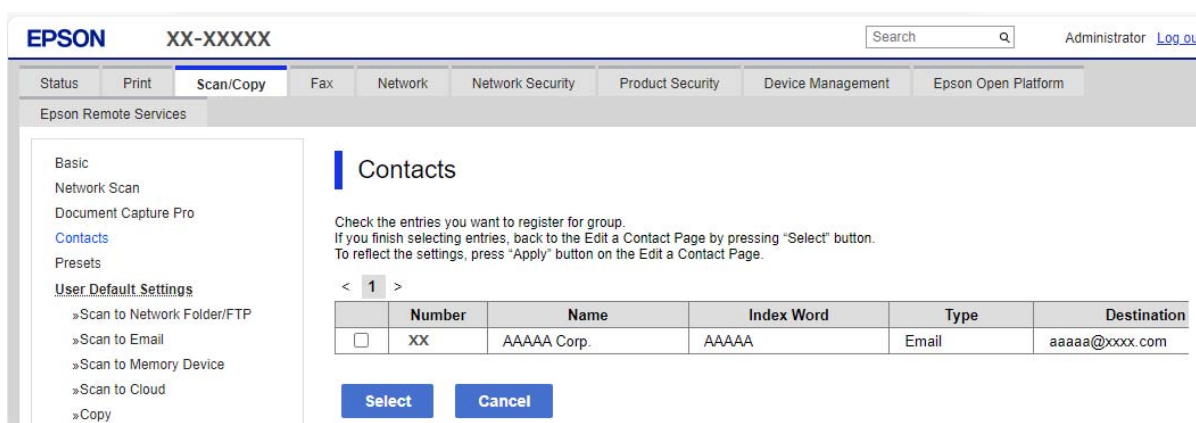 EPSON XX-XXXXX Search Administrator
Status Print Scan/Copy Fax Network Network Security Product Security Device Management Epson Open Platform
Epson Remote Services
Basic
Network Scan
Document Capture Pro
Contacts
Presets
User Default Settings
»Scan to Network Folder/FTP
»Scan to Email
»Scan to Memory Device
»Scan to Cloud
»Copy
Contacts
Check the entries you want to register for group.
If you finish selecting entries, back to the Edit a Contact Page by pressing “Select” button.
To reflect the settings, press “Apply” button on the Edit a Contact Page.
< 1 >
Number Name Index Word Type Destination
XX AAAAA Corp. AAAAA Email aaaaa@xxxx.com
Select Cancel